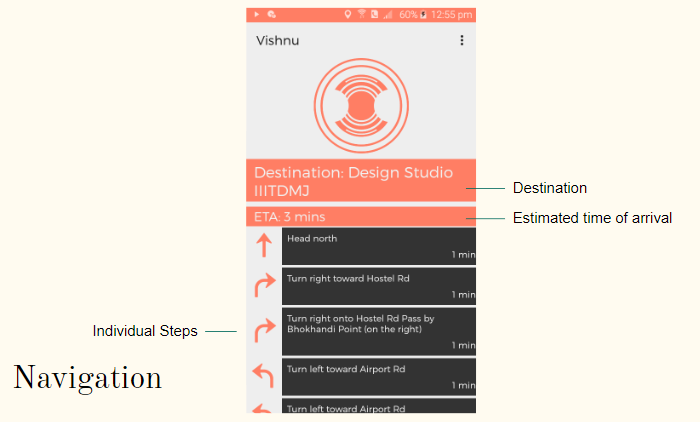 60% 12:55 pm
Vishnu
Destination: Design Studio
IIITDMJ
Destination
ETA: 3 mins
Estimated time of arrival
Head north
1 min
Turn right toward Hostel Rd
1 min
Turn right onto Hostel Rd Pass by
Bhokhandi Point (on the right)
1 min
Individual Steps
Turn left toward Airport Rd
1 min
Navigation
Turn left toward Airport Rd